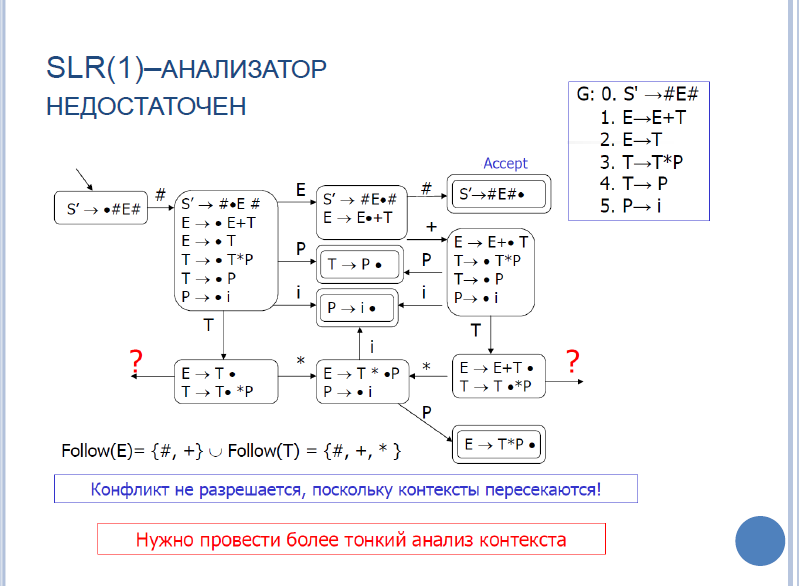 SLR(1)–АНАЛИЗАТОР
НЕДОСТАТОЧЕН
G: 0. S' →#E#
1. E→E+T
2. E→T
3. T→T*P
4. T→ P
5. P→ i
Accept
S’ → •#E#
#
S’ → #•E #
E → • E+T
E → • T
T → • T*P
T → • P
P → • i
E
S’ → #E•#
E → E•+T
#
S’→#E#•
+
P
T → P •
P
E → E+• T
T→ • T*P
T→ • P
P→ • i
i
P → i •
i
T
i
T
?
E → T •
T → T• *P
*
E → T * •P
P → • i
*
E → E+T •
T → T •*P
?
P
E → T*P •
Follow(E)= {#, +} ∪ Follow(T) = {#, +, * }
Конфликт не разрешается, поскольку контексты пересекаются!
Нужно провести более тонкий анализ контекста